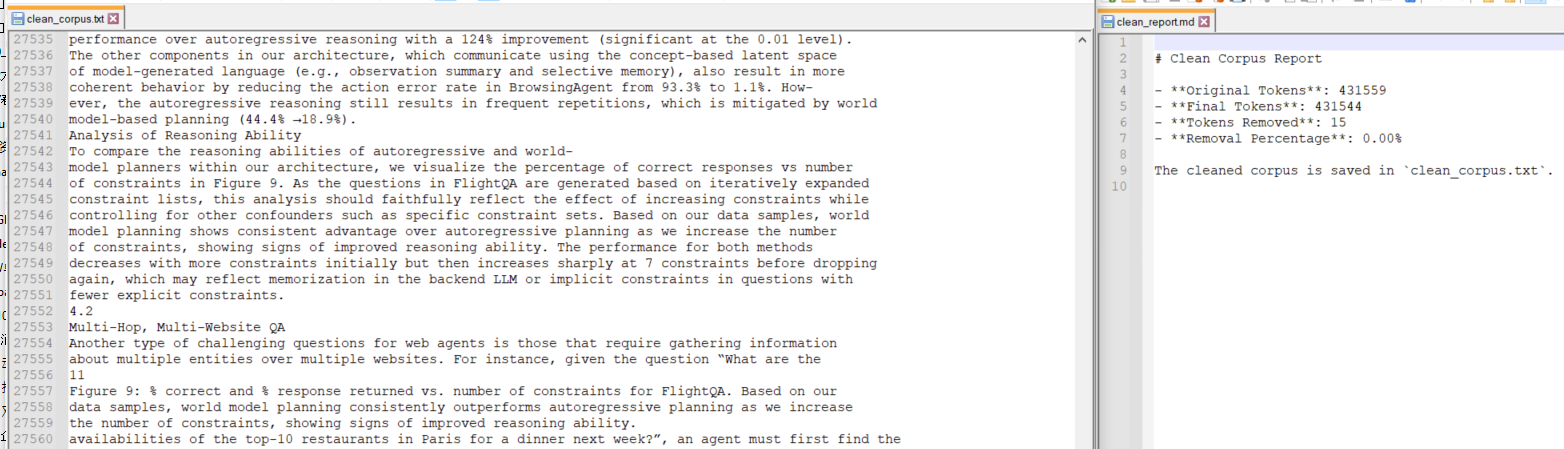 clean_corpus.txt
27535 performance over autoregressive reasoning with a 124% improvement (significant at the 0.01 level).
27536 The other components in our architecture, which communicate using the concept-based latent space
27537 of model-generated language (e.g., observation summary and selective memory), also result in more
27538 coherent behavior by reducing the action error rate in BrowsingAgent from 93.3% to 1.1%. How-
27539 ever, the autoregressive reasoning still results in frequent repetitions, which is mitigated by world
27540 model-based planning (44.4% →18.9%).
27541 Analysis of Reasoning Ability
27542 To compare the reasoning abilities of autoregressive and world-
27543 model planners within our architecture, we visualize the percentage of correct responses vs number
27544 of constraints in Figure 9. As the questions in FlightQA are generated based on iteratively expanded
27545 constraint lists, this analysis should faithfully reflect the effect of increasing constraints while
27546 controlling for other confounders such as specific constraint sets. Based on our data samples, world
27547 model planning shows consistent advantage over autoregressive planning as we increase the number
27548 of constraints, showing signs of improved reasoning ability. The performance for both methods
27549 decreases with more constraints initially but then increases sharply at 7 constraints before dropping
27550 again, which may reflect memorization in the backend LLM or implicit constraints in questions with
27551 fewer explicit constraints.
27552 4.2
27553 Multi-Hop, Multi-Website QA
27554 Another type of challenging questions for web agents is those that require gathering information
27555 about multiple entities over multiple websites. For instance, given the question “What are the
27556 11
27557 Figure 9: % correct and % response returned vs. number of constraints for FlightQA. Based on our
27558 data samples, world model planning consistently outperforms autoregressive planning as we increase
27559 the number of constraints, showing signs of improved reasoning ability.
27560 availabilities of the top-10 restaurants in Paris for a dinner next week?”, an agent must first find the
clean_report.md
1
2 # Clean Corpus Report
3
4 - **Original Tokens**: 431559
5 - **Final Tokens**: 431544
6 - **Tokens Removed**: 15
7 - **Removal Percentage**: 0.00%
8
9 The cleaned corpus is saved in `clean_corpus.txt`.
10